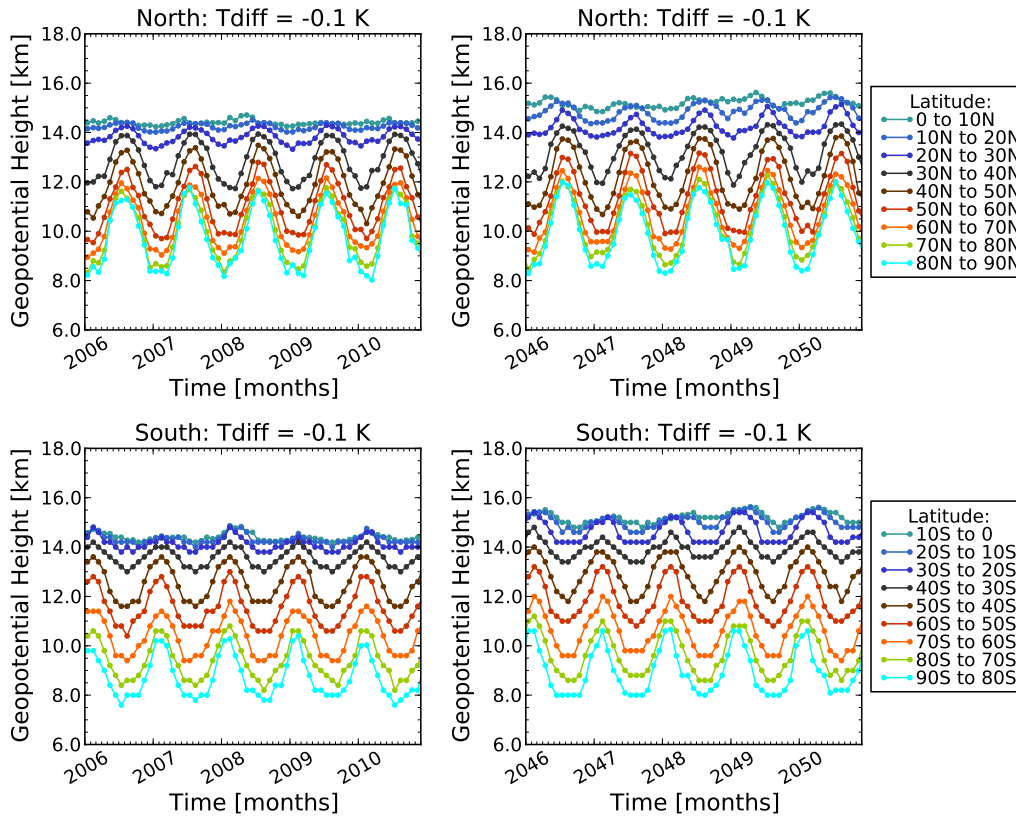 North: Tdiff = -0.1 K
Geopotential Height [km]
18.0
16.0
14.0
12.0
10.0
8.0
6.0
2006
2007
2008
2009
2010
Time [months]
North: Tdiff = -0.1 K
Geopotential Height [km]
18.0
16.0
14.0
12.0
10.0
8.0
6.0
2046
2047
2048
2049
2050
Time [months]
Latitude:
0 to 10N
10N to 20N
20N to 30N
30N to 40N
40N to 50N
50N to 60N
60N to 70N
70N to 80N
80N to 90N
South: Tdiff = -0.1 K
Geopotential Height [km]
18.0
16.0
14.0
12.0
10.0
8.0
6.0
2006
2007
2008
2009
2010
Time [months]
South: Tdiff = -0.1 K
Geopotential Height [km]
18.0
16.0
14.0
12.0
10.0
8.0
6.0
2046
2047
2048
2049
2050
Time [months]
Latitude:
10S to 0
20S to 10S
30S to 20S
40S to 30S
50S to 40S
60S to 50S
70S to 60S
80S to 70S
90S to 80S